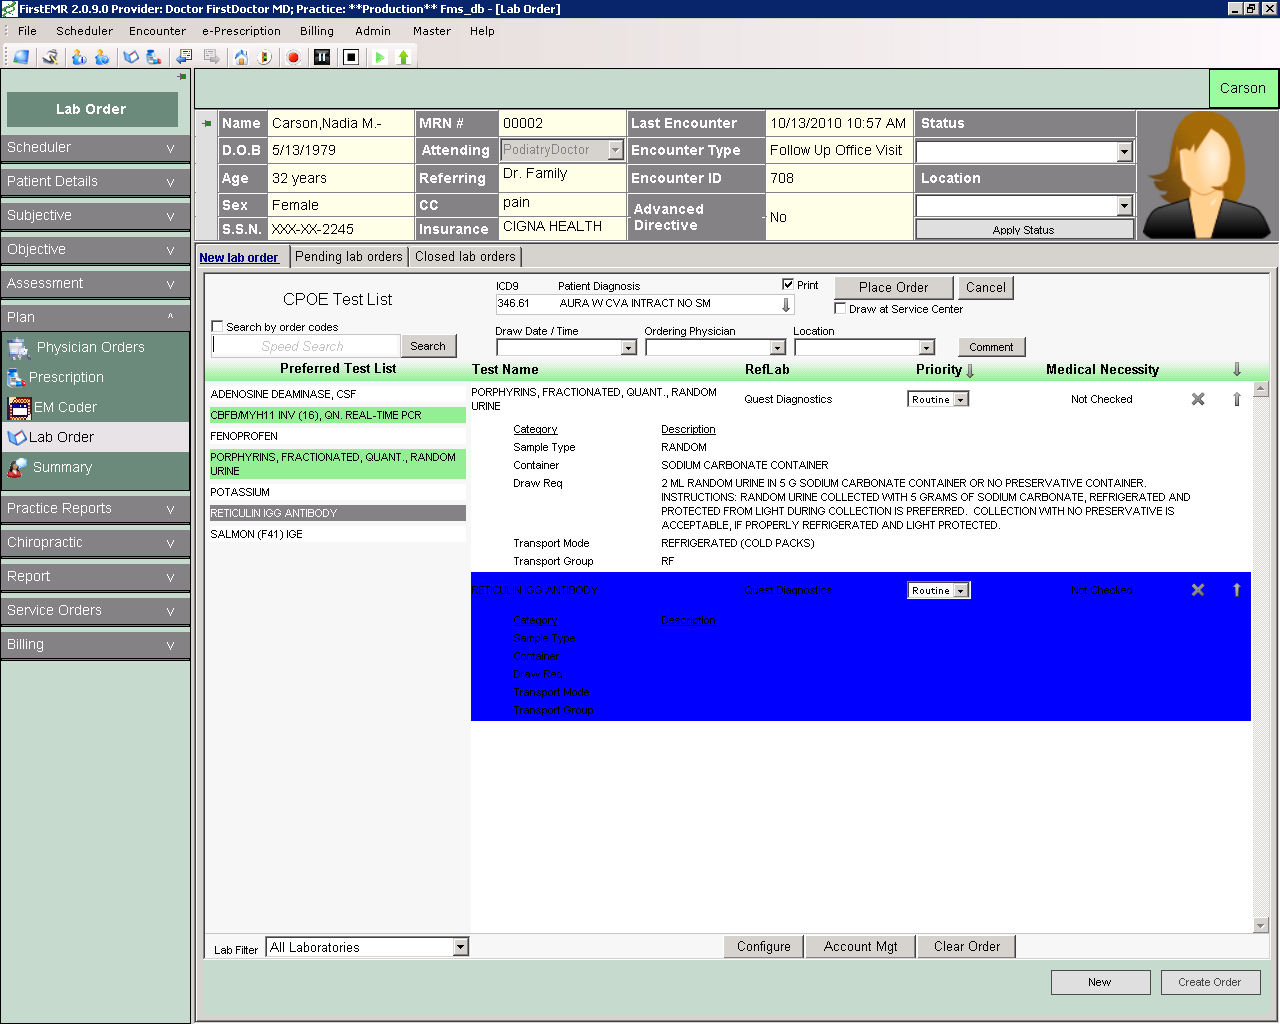 FirstEMR 2.0.9.0 Provider: Doctor FirstDoctor MD; Practice: **Production** Fms_db - [Lab Order]
File Scheduler Encounter e-Prescription Billing Admin Master Help
Carson
Lab Order
Scheduler
Patient Details
Subjective
Objective
Assessment
Plan
Physician Orders
Prescription
EM Coder
Lab Order
Summary
Practice Reports
Chiropractic
Report
Service Orders
Billing
Name Carson,Nadia M.- MRN # 00002 Last Encounter 10/13/2010 10:57 AM Status
D.O.B 5/13/1979 Attending PodiatryDoctor Encounter Type Follow Up Office Visit
Age 32 years Referring Dr. Family Encounter ID 708 Location
Sex Female CC pain Advanced Directive No
S.S.N. XXX-XX-2245 Insurance CIGNA HEALTH Apply Status
New lab order Pending lab orders Closed lab orders
CPOE Test List
ICD9 Patient Diagnosis Print Place Order Cancel
346.61 AURA W CVA INTRACT NO SM Draw at Service Center
Search by order codes Draw Date / Time Ordering Physician Location
Speed Search Search Comment
Preferred Test List
ADENOSINE DEAMINASE, CSF
CBFB/MYH11 INV (16), QN. REAL-TIME PCR
FENOPROFEN
PORPHYRINS, FRACTIONATED, QUANT., RANDOM
URINE
POTASSIUM
RETICULIN IGG ANTIBODY
SALMON (F41) IGE
Test Name RefLab Priority Medical Necessity
PORPHYRINS, FRACTIONATED, QUANT., RANDOM
URINE Quest Diagnostics Routine Not Checked
Category Description
Sample Type RANDOM
Container SODIUM CARBONATE CONTAINER
Draw Req 2 ML RANDOM URINE IN 5 G SODIUM CARBONATE CONTAINER OR NO PRESERVATIVE CONTAINER.
INSTRUCTIONS: RANDOM URINE COLLECTED WITH 5 GRAMS OF SODIUM CARBONATE, REFRIGERATED AND
PROTECTED FROM LIGHT DURING COLLECTION IS PREFERRED. COLLECTION WITH NO PRESERVATIVE IS
ACCEPTABLE, IF PROPERLY REFRIGERATED AND LIGHT PROTECTED.
Transport Mode REFRIGERATED (COLD PACKS)
Transport Group RF
RETICULIN IGG ANTIBODY Quest Diagnostics Routine Not Checked
Category Description
Sample Type
Container
Draw Req
Transport Mode
Transport Group
Lab Filter All Laboratories Configure Account Mgt Clear Order
New Create Order